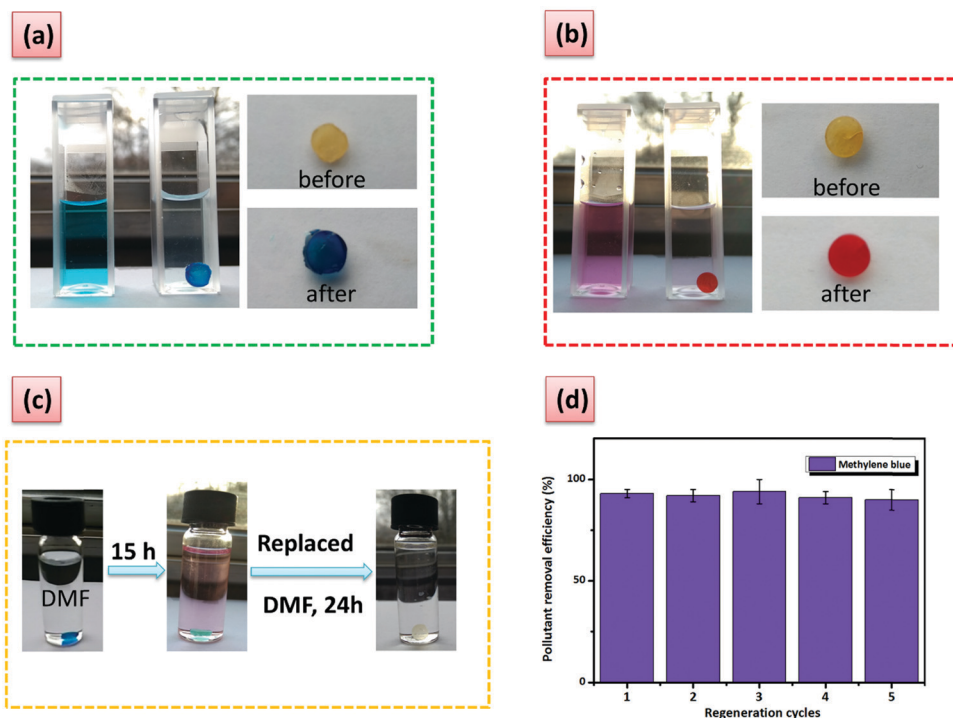 (a)
before
after
(b)
before
after
(c)
DMF
15 h
Replaced
DMF, 24h
(d)
Methylene blue
Pollutant removal efficiency (%)
100
50
0
1 2 3 4 5
Regeneration cycles